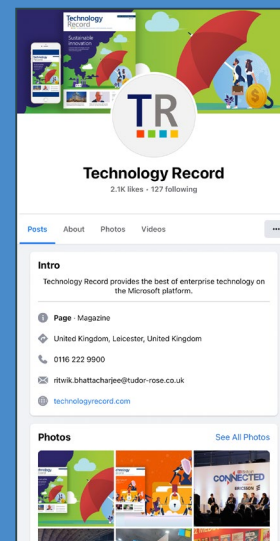 Technology
Record
Sustainable
innovation
TR
Technology Record
2.1K likes • 127 following
Posts About Photos Videos
Intro
Technology Record provides the best of enterprise technology on
the Microsoft platform.
Page · Magazine
United Kingdom, Leicester, United Kingdom
0116 222 9900
ritwik.bhattacharjee@tudor-rose.co.uk
technologyrecord.com
Photos
See All Photos
CONNECTED
ERICSSON